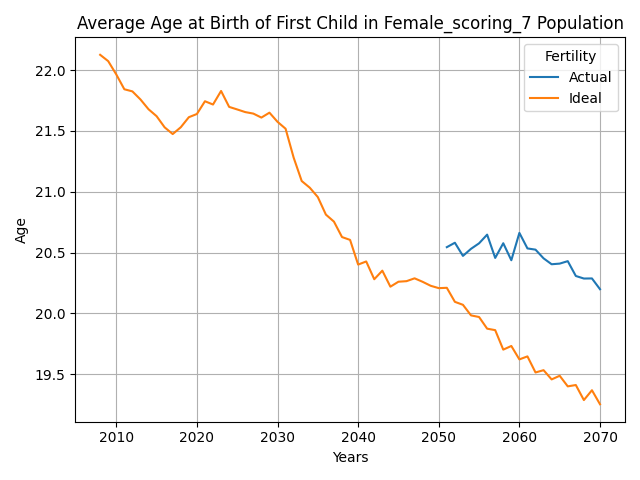 Average Age at Birth of First Child in Female_scoring_7 Population
Fertility
Actual
Ideal
22.0
21.5
21.0
20.5
20.0
19.5
Age
2010 2020 2030 2040 2050 2060 2070
Years